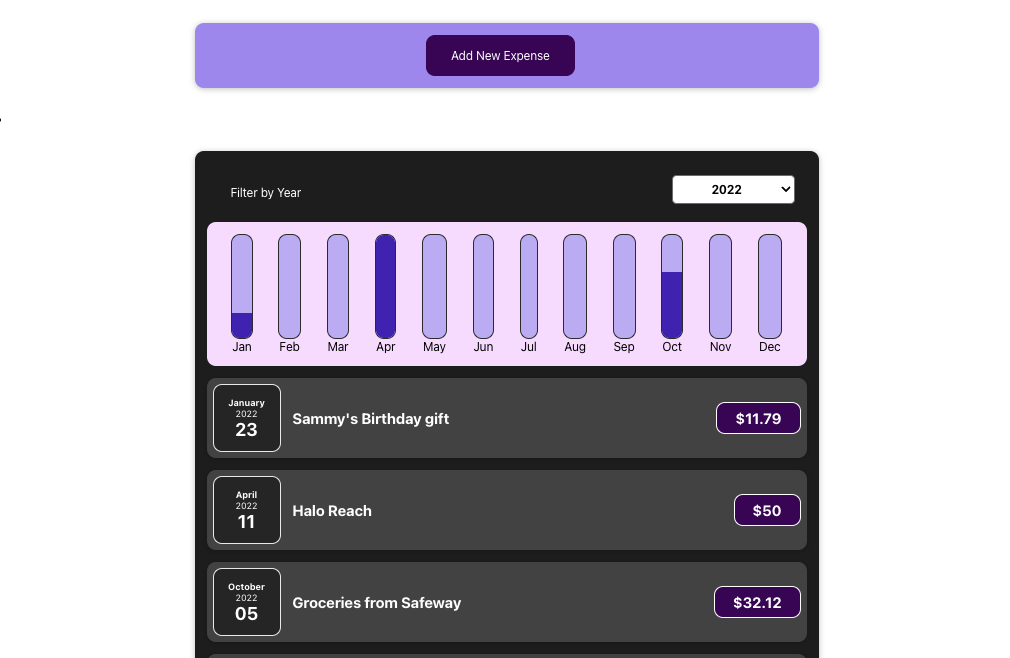 Add New Expense
Filter by Year
2022
Jan Feb Mar Apr May Jun Jul Aug Sep Oct Nov Dec
January
2022
23
Sammy's Birthday gift
$11.79
April
2022
11
Halo Reach
$50
October
2022
05
Groceries from Safeway
$32.12